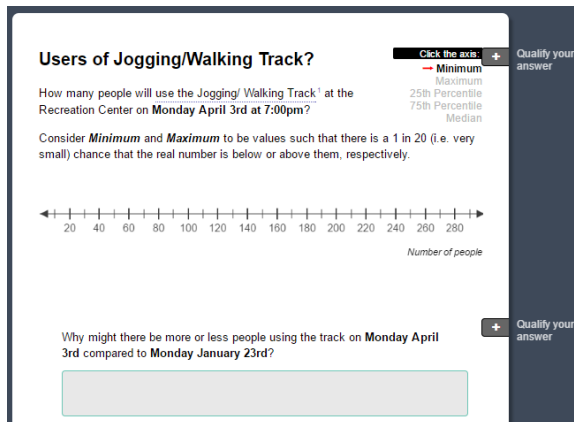 Users of Jogging/Walking Track?
Click the axis:
Minimum
Maximum
25th Percentile
75th Percentile
Median
+
Qualify your
answer
How many people will use the Jogging/ Walking Track¹ at the
Recreation Center on Monday April 3rd at 7:00pm?
Consider Minimum and Maximum to be values such that there is a 1 in 20 (i.e. very
small) chance that the real number is below or above them, respectively.
20 40 60 80 100 120 140 160 180 200 220 240 260 280
Number of people
+
Qualify your
answer
Why might there be more or less people using the track on Monday April
3rd compared to Monday January 23rd?